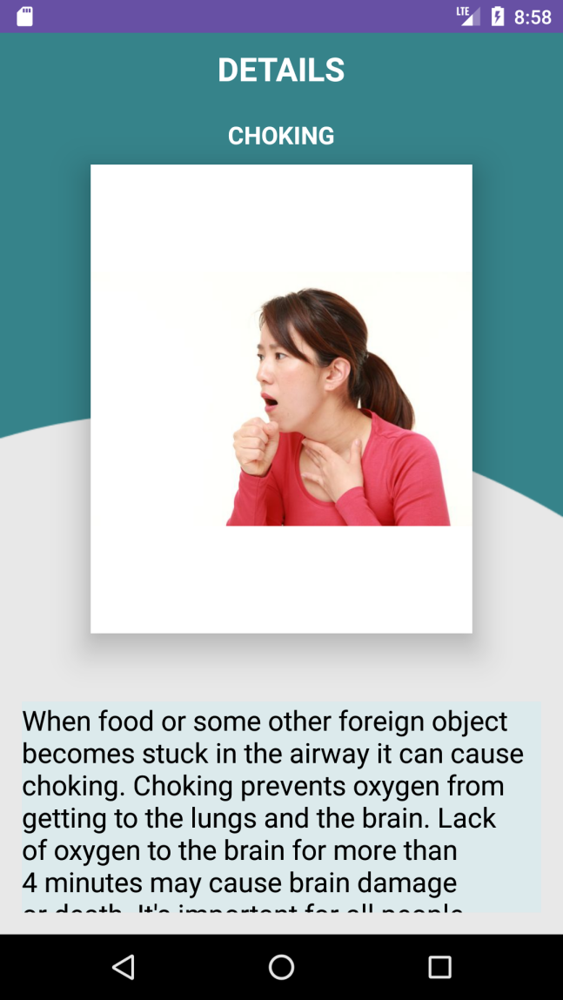 LTE 8:58
DETAILS
CHOKING
When food or some other foreign object
becomes stuck in the airway it can cause
choking. Choking prevents oxygen from
getting to the lungs and the brain. Lack
of oxygen to the brain for more than
4 minutes may cause brain damage
or death. It's important for all people